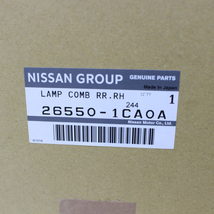 NISSAN GROUP GENUINE PARTS
Made in Japan
LAMP COMB RR.RH
244
1
26550-1CA0A
Nissan Motor Co., Ltd.